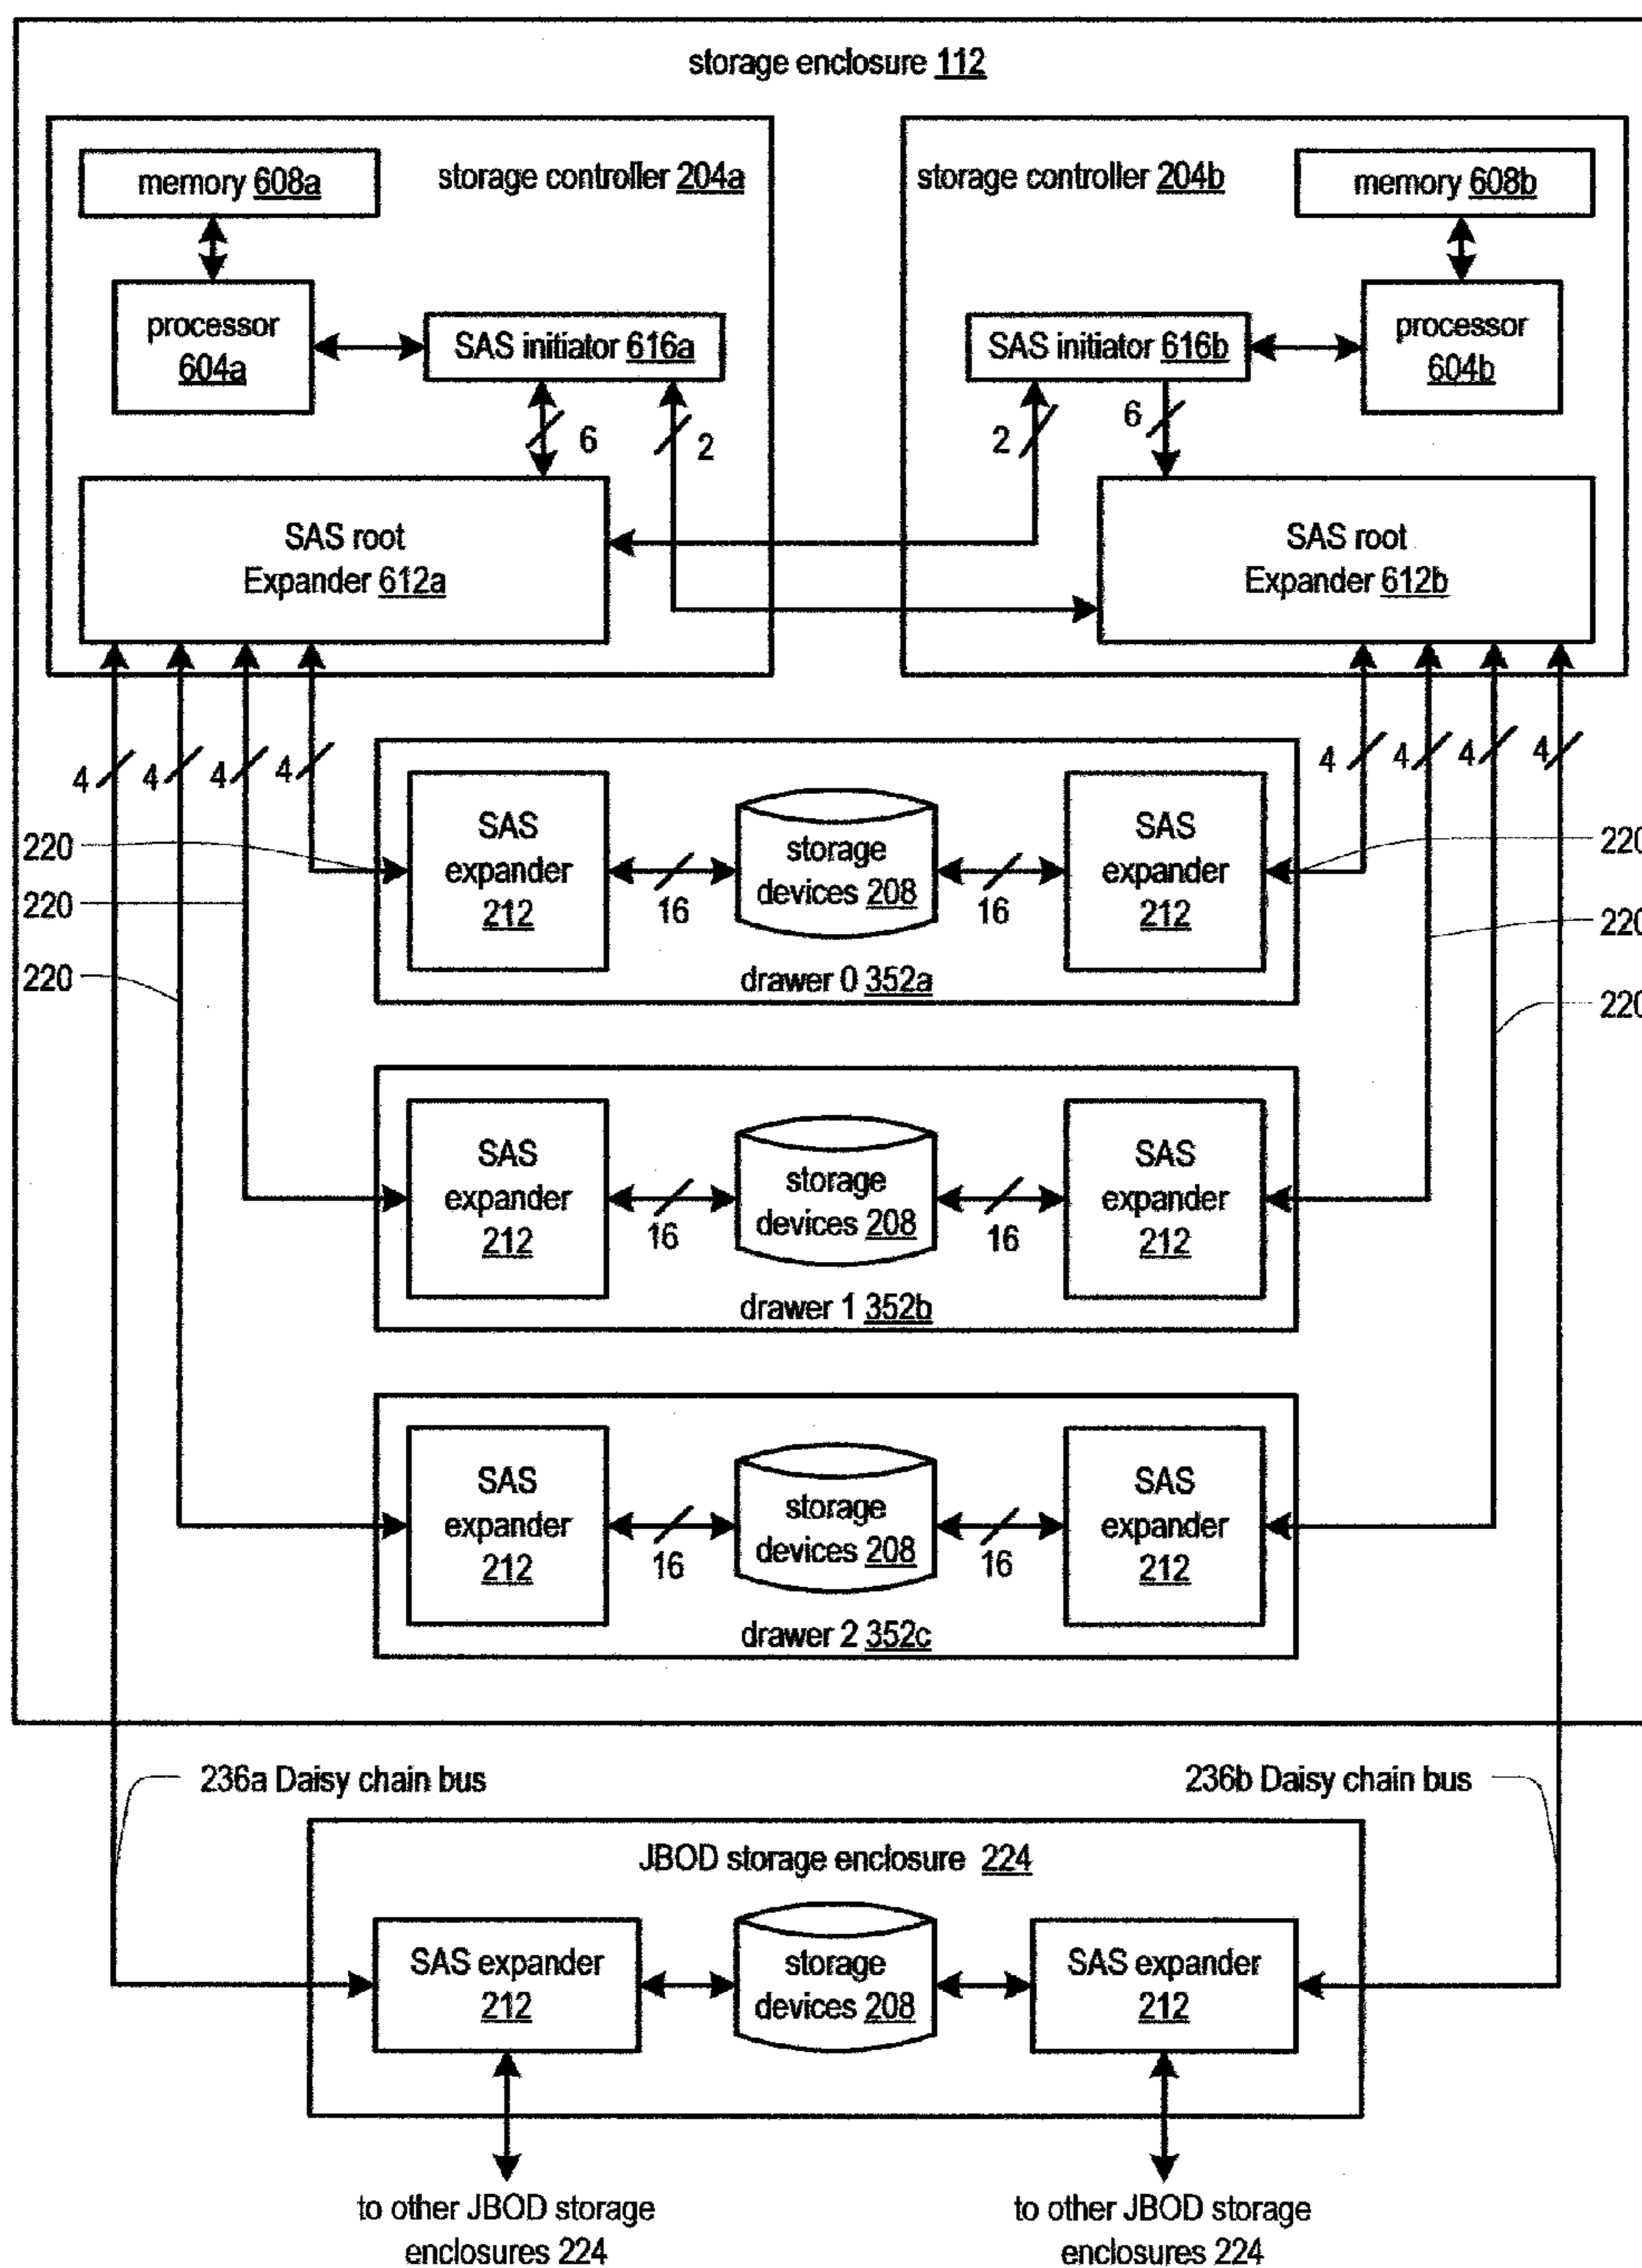 storage enclosure 112
storage controller 204a
memory 608a
processor
604a
SAS initiator 616a
6
2
SAS root
Expander 612a
storage controller 204b
memory 608b
SAS initiator 616b
processor
604b
2
6
SAS root
Expander 612b
4 4 4 4
4 4 4 4
220
220
220
220
220
220
SAS
expander
212
16
storage
devices 208
16
SAS
expander
212
drawer 0 352a
SAS
expander
212
16
storage
devices 208
16
SAS
expander
212
drawer 1 352b
SAS
expander
212
16
storage
devices 208
16
SAS
expander
212
drawer 2 352c
236a Daisy chain bus
236b Daisy chain bus
JBOD storage enclosure 224
SAS expander
212
storage
devices 208
SAS expander
212
to other JBOD storage
enclosures 224
to other JBOD storage
enclosures 224